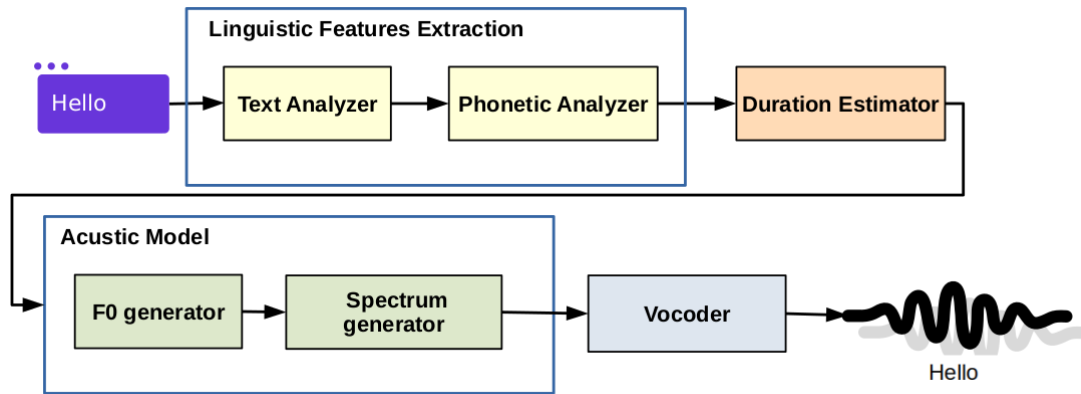 Linguistic Features Extraction
Hello
Text Analyzer
Phonetic Analyzer
Duration Estimator
Acustic Model
F0 generator
Spectrum
generator
Vocoder
Hello